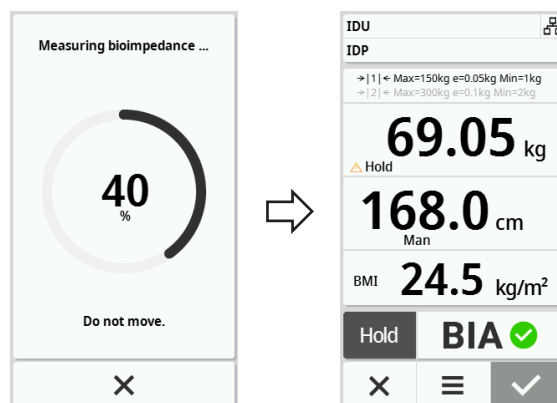 Measuring bioimpedance ...
40
%
Do not move.
IDU
IDP
→|1|← Max=150kg e=0.05kg Min=1kg
→|2|← Max=300kg e=0.1kg Min=2kg
69.05 kg
Hold
168.0 cm
Man
BMI 24.5 kg/m²
Hold BIA